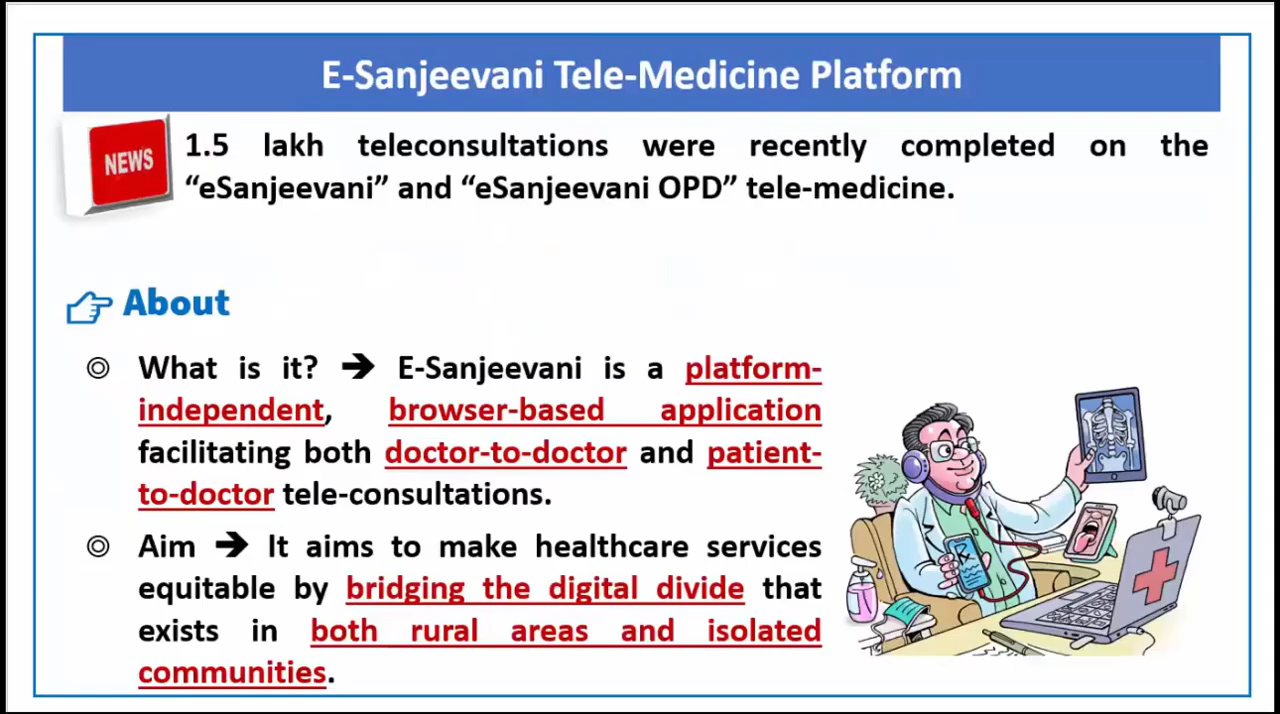 E-Sanjeevani Tele-Medicine Platform
NEWS
1.5 lakh teleconsultations were recently completed on the
“eSanjeevani” and “eSanjeevani OPD” tele-medicine.
About
What is it? ➔ E-Sanjeevani is a platform-
independent, browser-based application
facilitating both doctor-to-doctor and patient-
to-doctor tele-consultations.
Aim ➔ It aims to make healthcare services
equitable by bridging the digital divide that
exists in both rural areas and isolated
communities.